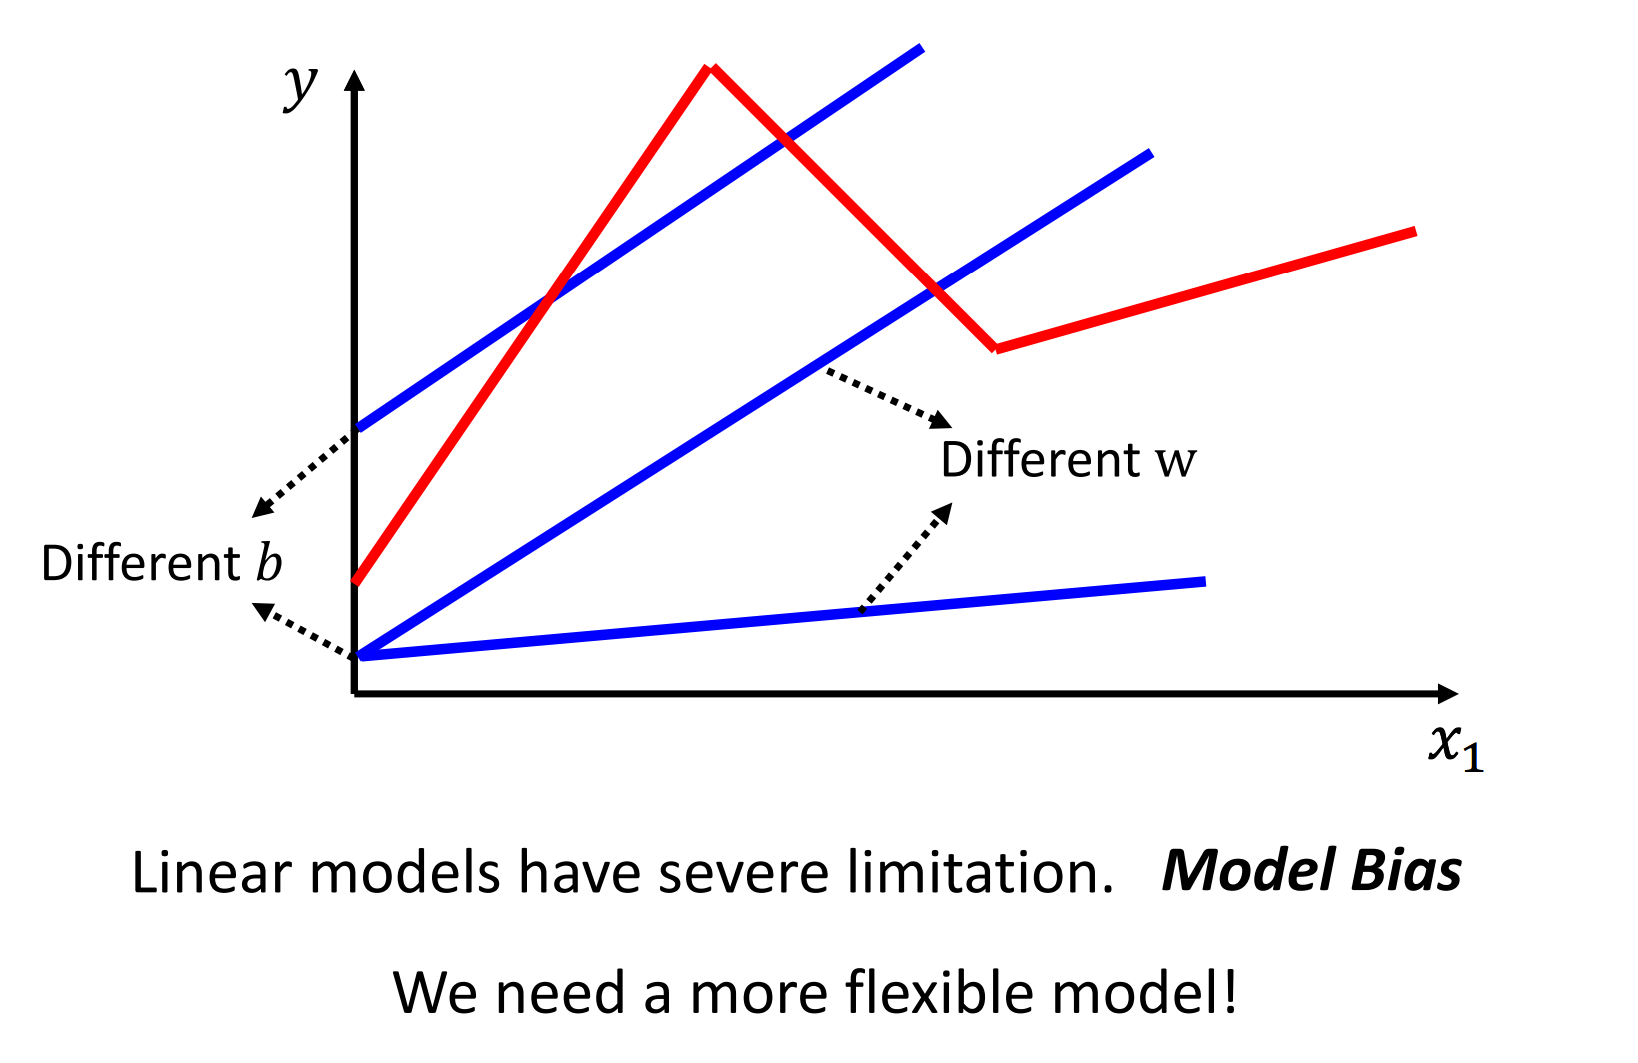 y
Different w
Different b
x₁
Linear models have severe limitation. Model Bias
We need a more flexible model!